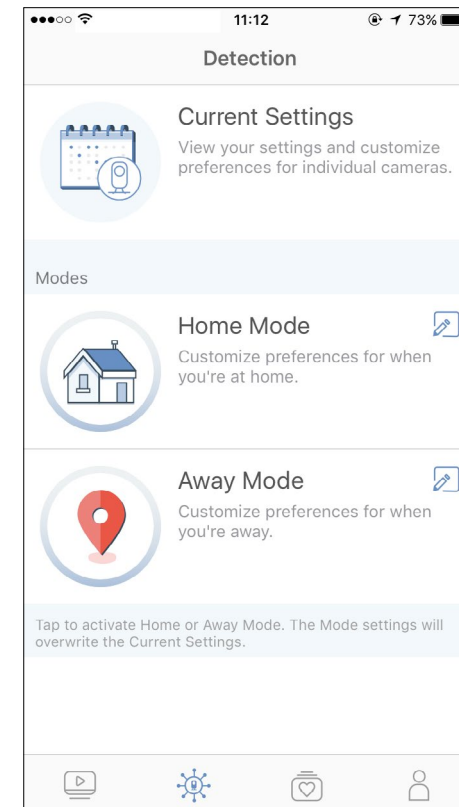 11:12 73%
Detection
Current Settings
View your settings and customize
preferences for individual cameras.
Modes
Home Mode
Customize preferences for when
you're at home.
Away Mode
Customize preferences for when
you're away.
Tap to activate Home or Away Mode. The Mode settings will
overwrite the Current Settings.